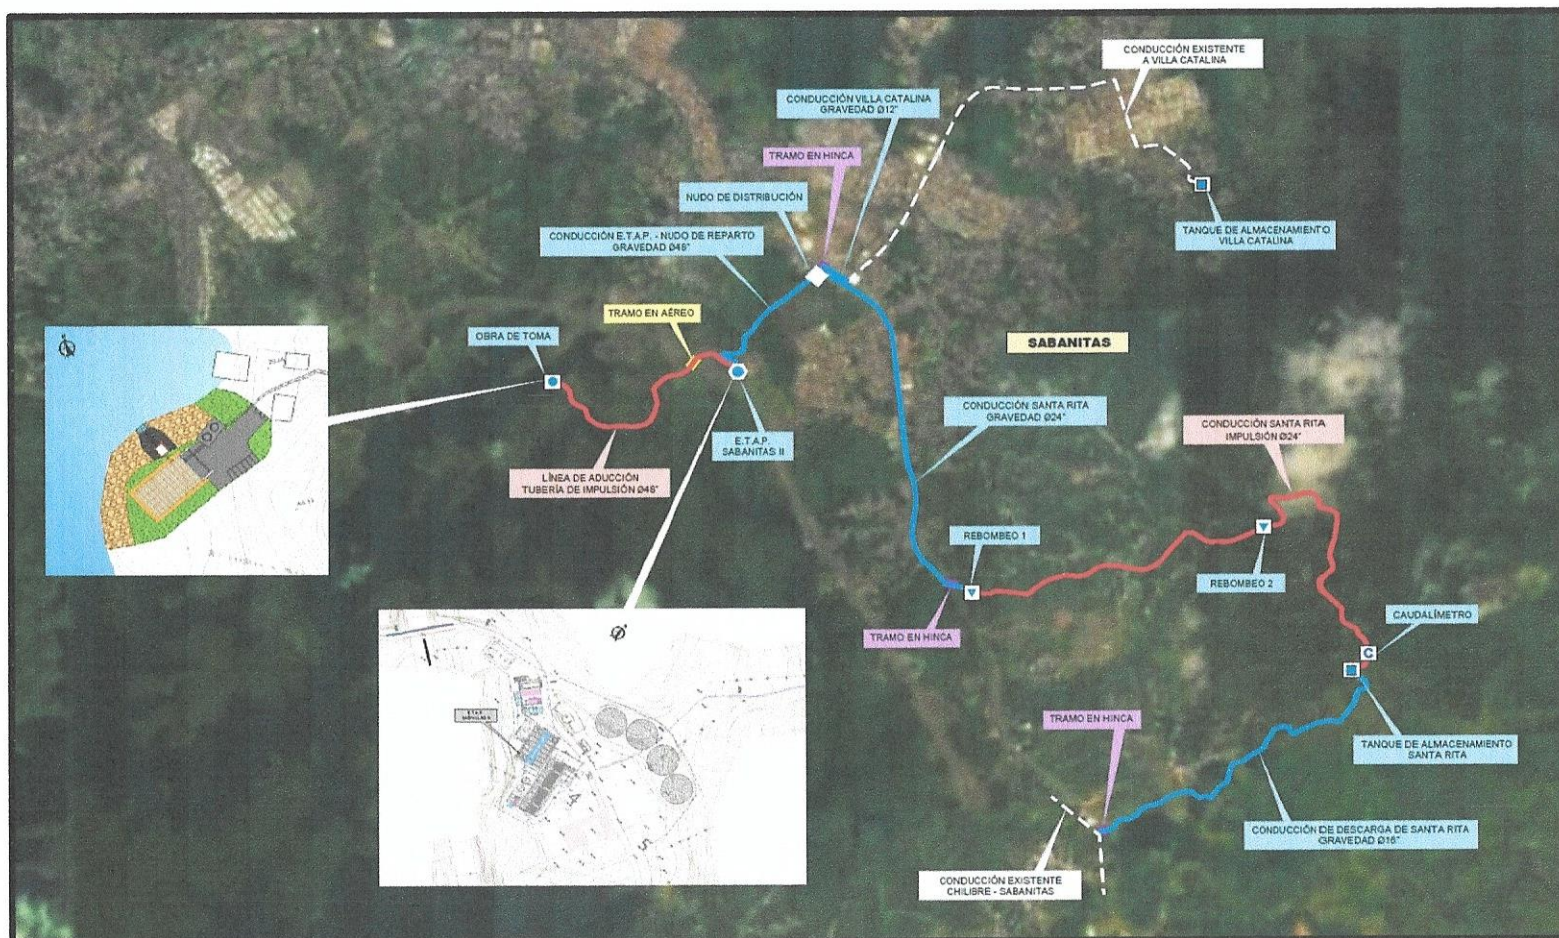 CONDUCCIÓN EXISTENTE
A VILLA CATALINA
CONDUCCIÓN VILLA CATALINA
GRAVEDAD Ø12"
TRAMO EN HINCA
NUDO DE DISTRIBUCIÓN
TANQUE DE ALMACENAMIENTO
VILLA CATALINA
CONDUCCIÓN E.T.A.P. - NUDO DE REPARTO
GRAVEDAD Ø48"
TRAMO EN AÉREO
OBRA DE TOMA
SABANITAS
CONDUCCIÓN SANTA RITA
GRAVEDAD Ø24"
CONDUCCIÓN SANTA RITA
IMPULSIÓN Ø24"
E.T.A.P.
SABANITAS II
LÍNEA DE ADUCCIÓN
TUBERÍA DE IMPULSIÓN Ø48"
REBOMBEO 1
REBOMBEO 2
CAUDALÍMETRO
C
TRAMO EN HINCA
TRAMO EN HINCA
TANQUE DE ALMACENAMIENTO
SANTA RITA
CONDUCCIÓN DE DESCARGA DE SANTA RITA
GRAVEDAD Ø16"
CONDUCCIÓN EXISTENTE
CHILIBRE - SABANITAS